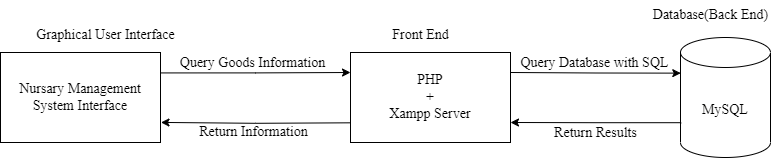 Database(Back End)
Graphical User Interface
Front End
Query Goods Information
Query Database with SQL
Nursary Management
System Interface
PHP
+
Xampp Server
MySQL
Return Information
Return Results